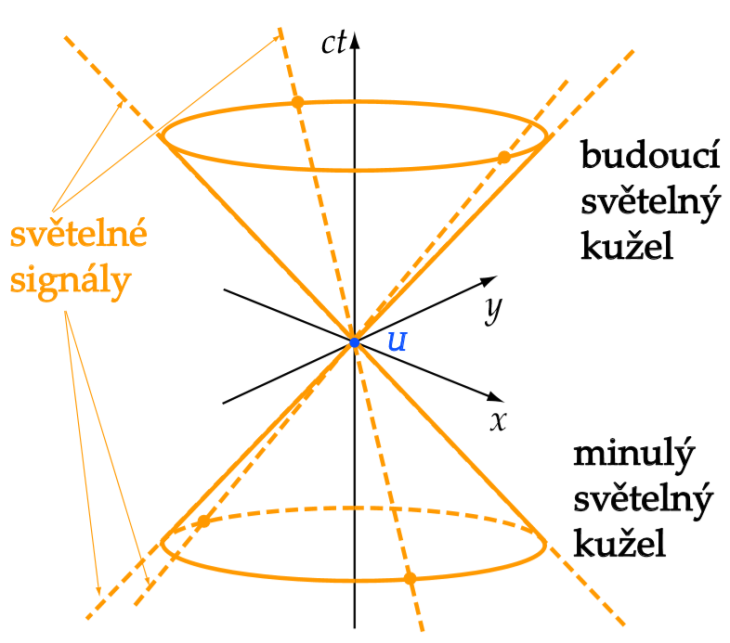 ct
budoucí
světelný
kužel
světelné
signály
y
u
x
minulý
světelný
kužel